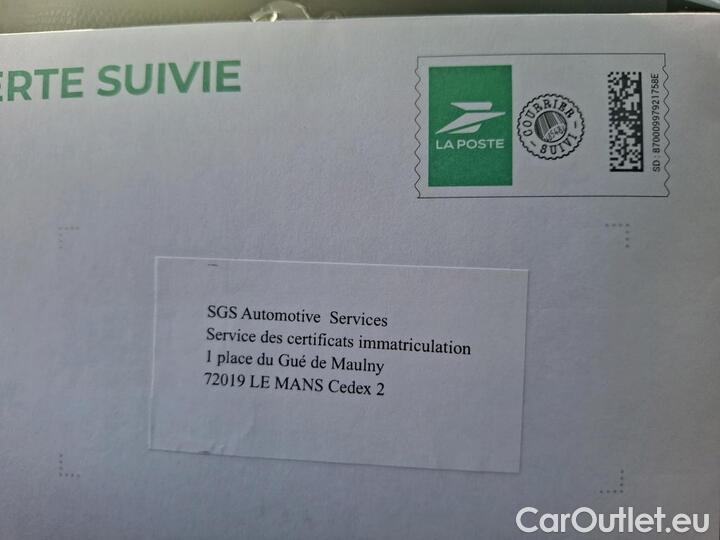 ERTE SUIVIE
LA POSTE
COURRIER
SUIVI
SD : 87000997921758E
SGS Automotive Services
Service des certificats immatriculation
1 place du Gué de Maulny
72019 LE MANS Cedex 2
CarOutlet.eu